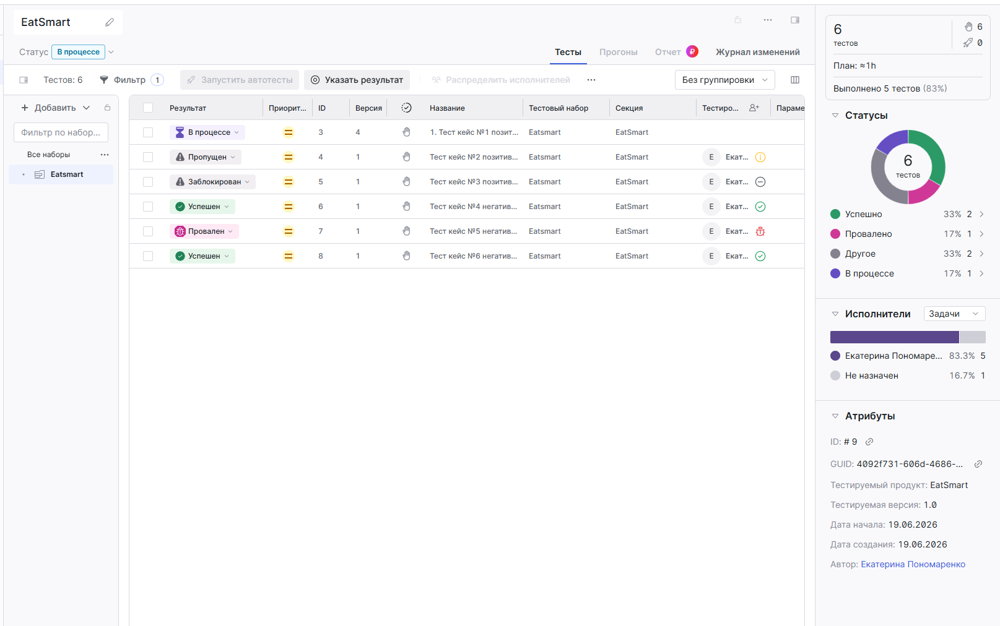 EatSmart
Статус В процессе
Тесты Прогоны Отчет ₽ Журнал изменений
Тестов: 6 Фильтр 1 Запустить автотесты Указать результат Распределить исполнителей Без группировки
Добавить
Фильтр по набор...
Все наборы
Eatsmart
Результат Приорит... ID Версия Название Тестовый набор Секция Тестиро... Параме
В процессе 3 4 1. Тест кейс №1 позит... Eatsmart EatSmart
Пропущен 4 1 Тест кейс №2 позитив... Eatsmart EatSmart E Екат...
Заблокирован 5 1 Тест кейс №3 позитив... Eatsmart EatSmart E Екат...
Успешен 6 1 Тест кейс №4 негатив... Eatsmart EatSmart E Екат...
Провален 7 1 Тест кейс №5 негатив... Eatsmart EatSmart E Екат...
Успешен 8 1 Тест кейс №6 негатив... Eatsmart EatSmart E Екат...
6 6
тестов 0
План: ≈1h
Выполнено 5 тестов (83%)
Статусы
6
тестов
Успешно 33% 2
Провалено 17% 1
Другое 33% 2
В процессе 17% 1
Исполнители Задачи
Екатерина Пономаре... 83.3% 5
Не назначен 16.7% 1
Атрибуты
ID: # 9
GUID: 4092f731-606d-4686-...
Тестируемый продукт: EatSmart
Тестируемая версия: 1.0
Дата начала: 19.06.2026
Дата создания: 19.06.2026
Автор: Екатерина Пономаренко